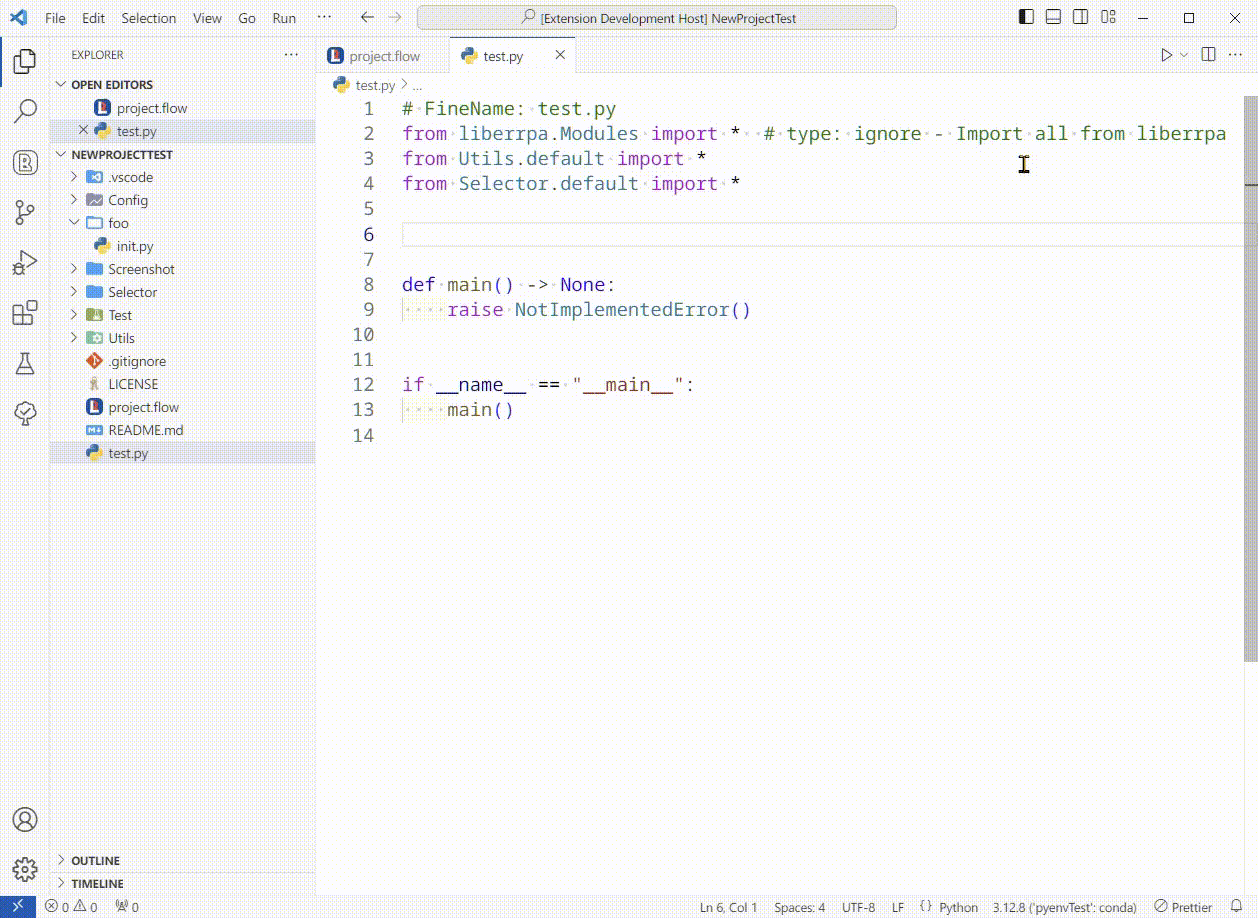 File Edit Selection View Go Run ··· [Extension Development Host] NewProjectTest
EXPLORER ···
OPEN EDITORS
project.flow
test.py
NEWPROJECTTEST
.vscode
Config
foo
init.py
Screenshot
Selector
Test
Utils
.gitignore
LICENSE
project.flow
README.md
test.py
OUTLINE
TIMELINE
project.flow test.py
test.py > ...
1 # FineName: test.py
2 from liberrpa.Modules import *  # type: ignore - Import all from liberrpa
3 from Utils.default import *
4 from Selector.default import *
5
6
7
8 def main() -> None:
9     raise NotImplementedError()
10
11
12 if __name__ == "__main__":
13     main()
14
0 0 0 Ln 6, Col 1 Spaces: 4 UTF-8 LF {} Python 3.12.8 ('pyenvTest': conda) Prettier